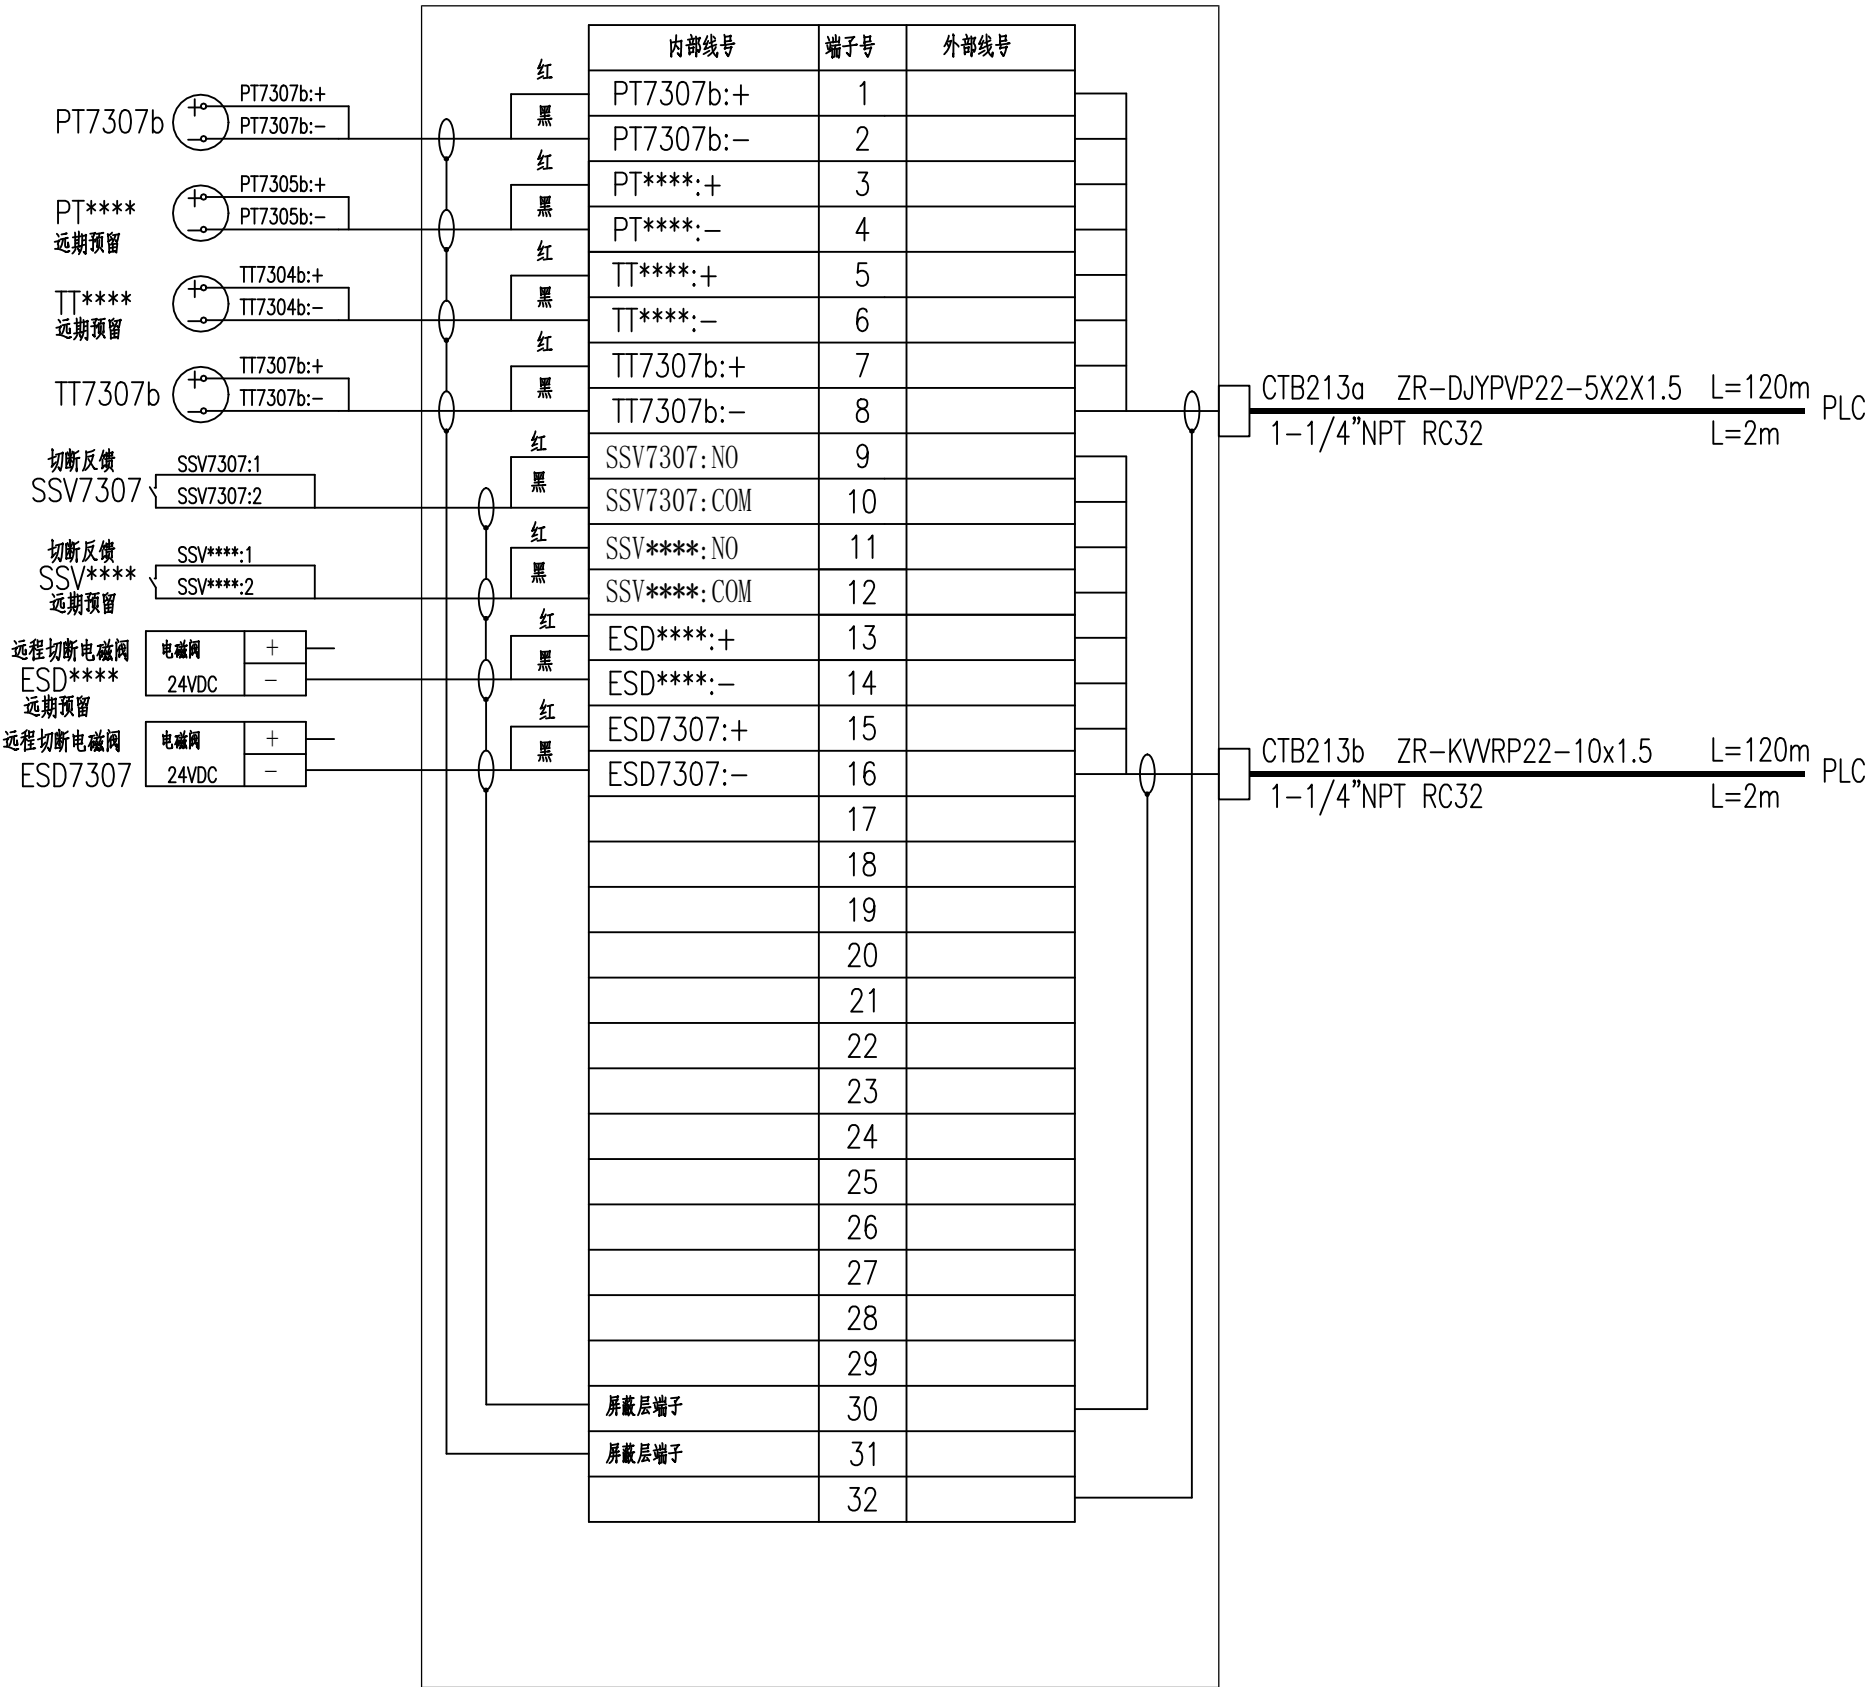 内部线号 端子号 外部线号
PT7307b
PT7307b:+
PT7307b:-
红
黑
PT7307b:+ 1
PT7307b:- 2
PT****
远期预留
PT7305b:+
PT7305b:-
红
黑
PT****:+ 3
PT****:- 4
TT****
远期预留
TT7304b:+
TT7304b:-
红
黑
TT****:+ 5
TT****:- 6
TT7307b
TT7307b:+
TT7307b:-
红
黑
TT7307b:+ 7
TT7307b:- 8
CTB213a ZR-DJYPVP22-5X2X1.5 L=120m
1-1/4"NPT RC32 L=2m
PLC
切断反馈
SSV7307
SSV7307:1
SSV7307:2
红
黑
SSV7307:NO 9
SSV7307:COM 10
切断反馈
SSV****
远期预留
SSV****:1
SSV****:2
红
黑
SSV****:NO 11
SSV****:COM 12
远程切断电磁阀
ESD****
远期预留
电磁阀 +
24VDC -
红
黑
ESD****:+ 13
ESD****:- 14
远程切断电磁阀
ESD7307
电磁阀 +
24VDC -
红
黑
ESD7307:+ 15
ESD7307:- 16
CTB213b ZR-KVVRP22-10x1.5 L=120m
1-1/4"NPT RC32 L=2m
PLC
17
18
19
20
21
22
23
24
25
26
27
28
29
屏蔽层端子 30
屏蔽层端子 31
32